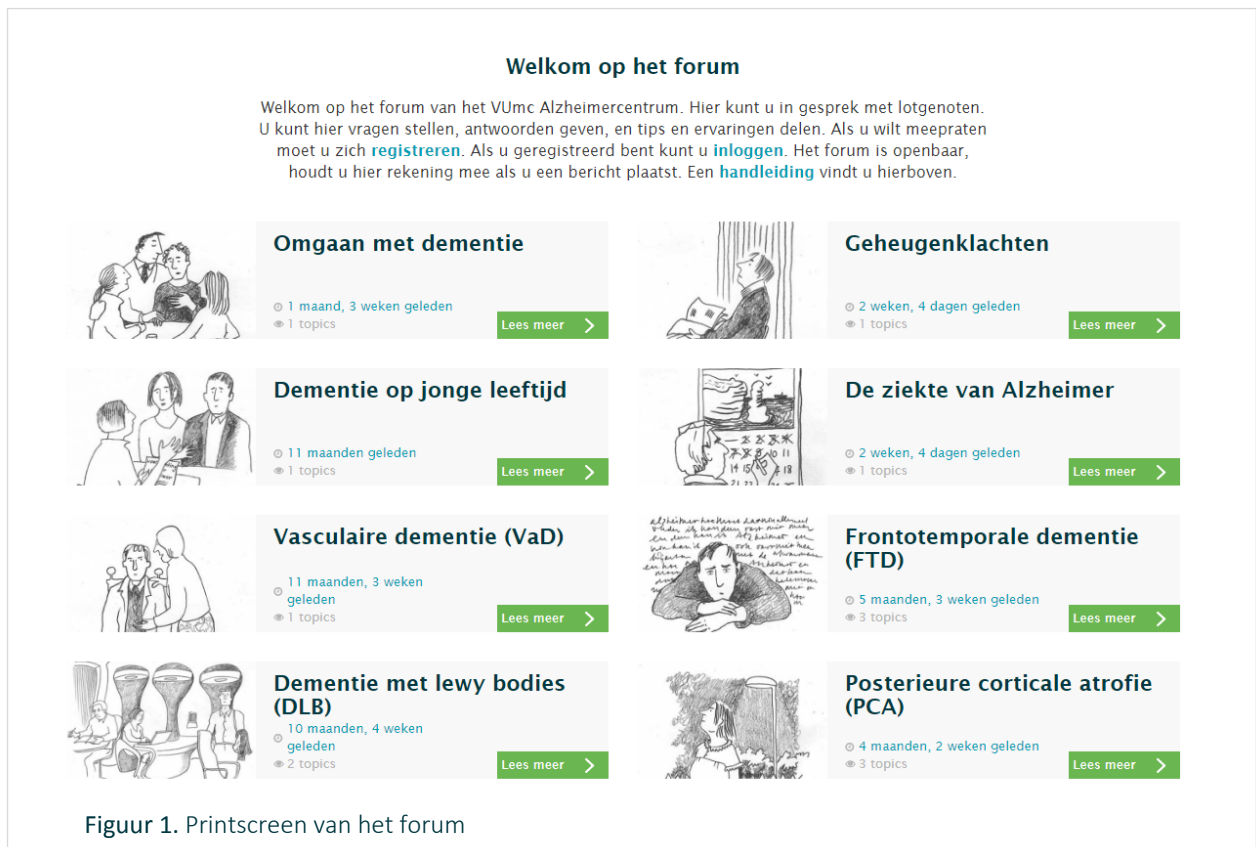 Welkom op het forum
Welkom op het forum van het VUmc Alzheimercentrum. Hier kunt u in gesprek met lotgenoten.
U kunt hier vragen stellen, antwoorden geven, en tips en ervaringen delen. Als u wilt meepraten
moet u zich registreren. Als u geregistreerd bent kunt u inloggen. Het forum is openbaar,
houdt u hier rekening mee als u een bericht plaatst. Een handleiding vindt u hierboven.
Omgaan met dementie
1 maand, 3 weken geleden
1 topics
Lees meer
Geheugenklachten
2 weken, 4 dagen geleden
1 topics
Lees meer
Dementie op jonge leeftijd
11 maanden geleden
1 topics
Lees meer
De ziekte van Alzheimer
2 weken, 4 dagen geleden
1 topics
Lees meer
Vasculaire dementie (VaD)
11 maanden, 3 weken
geleden
1 topics
Lees meer
Frontotemporale dementie
(FTD)
5 maanden, 3 weken geleden
3 topics
Lees meer
Dementie met lewy bodies
(DLB)
10 maanden, 4 weken
geleden
2 topics
Lees meer
Posterieure corticale atrofie
(PCA)
4 maanden, 2 weken geleden
3 topics
Lees meer
Figuur 1. Printscreen van het forum